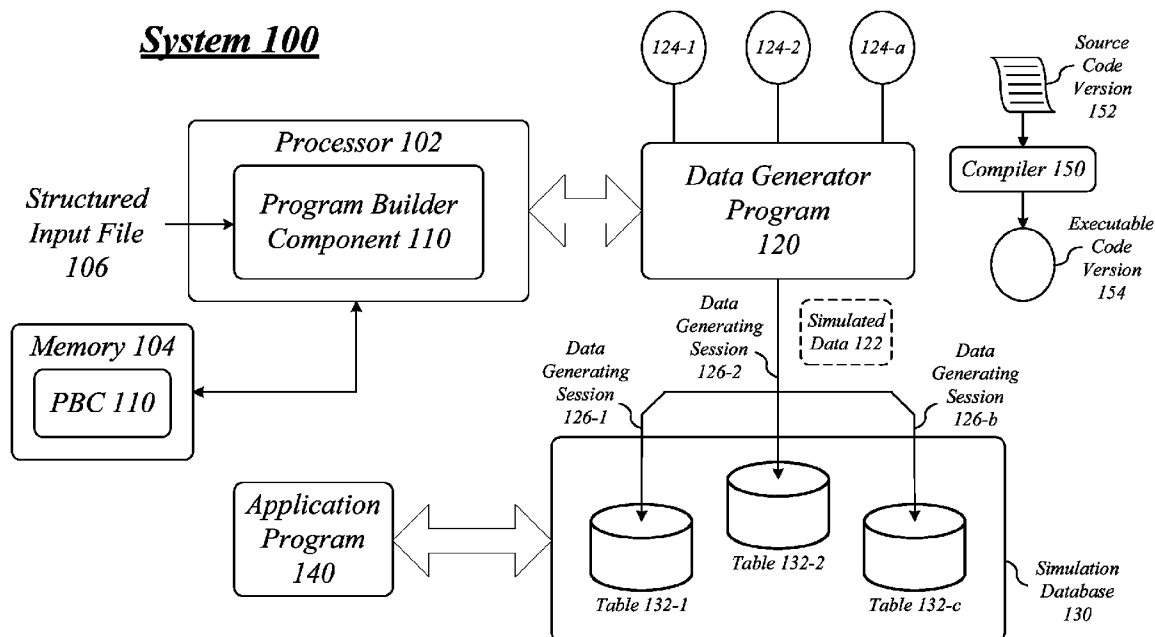 System 100
124-1
124-2
124-a
Source
Code
Version
152
Processor 102
Program Builder
Component 110
Structured
Input File
106
Data Generator
Program
120
Compiler 150
Executable
Code
Version
154
Memory 104
PBC 110
Data
Generating
Session
126-2
Simulated
Data 122
Data
Generating
Session
126-1
Data
Generating
Session
126-b
Application
Program
140
Table 132-1
Table 132-2
Table 132-c
Simulation
Database
130